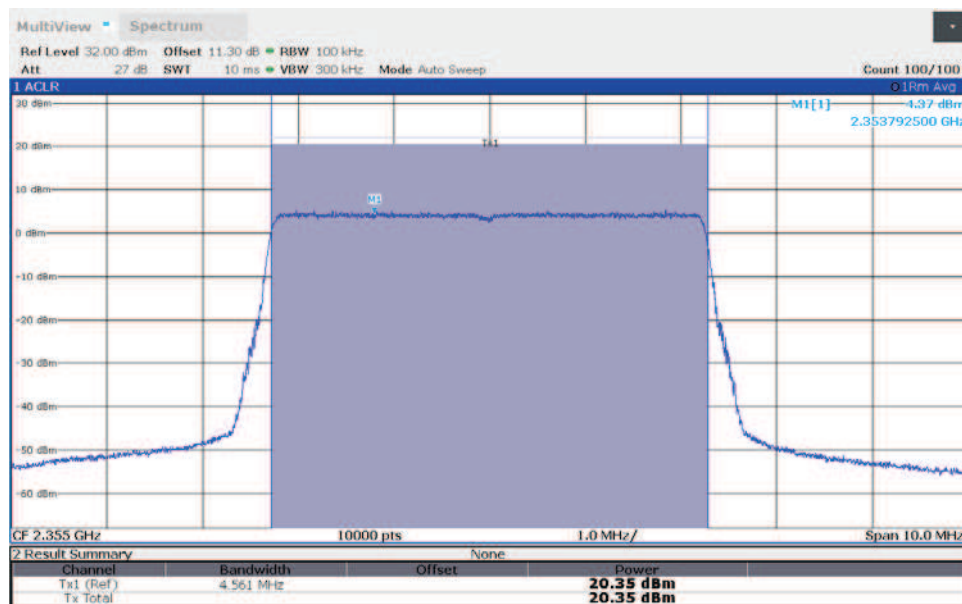 MultiView Spectrum
Ref Level 32.00 dBm Offset 11.30 dB RBW 100 kHz
Att 27 dB SWT 10 ms VBW 300 kHz Mode Auto Sweep Count 100/100
1 ACLR 1Rm Avg
30 dBm M1[1] 4.37 dBm
2.353792500 GHz
20 dBm Tx1
10 dBm
M1
0 dBm
-10 dBm
-20 dBm
-30 dBm
-40 dBm
-50 dBm
-60 dBm
CF 2.355 GHz 10000 pts 1.0 MHz/ Span 10.0 MHz
2 Result Summary None
Channel Bandwidth Offset Power
Tx1 (Ref) 4.561 MHz 20.35 dBm
Tx Total 20.35 dBm